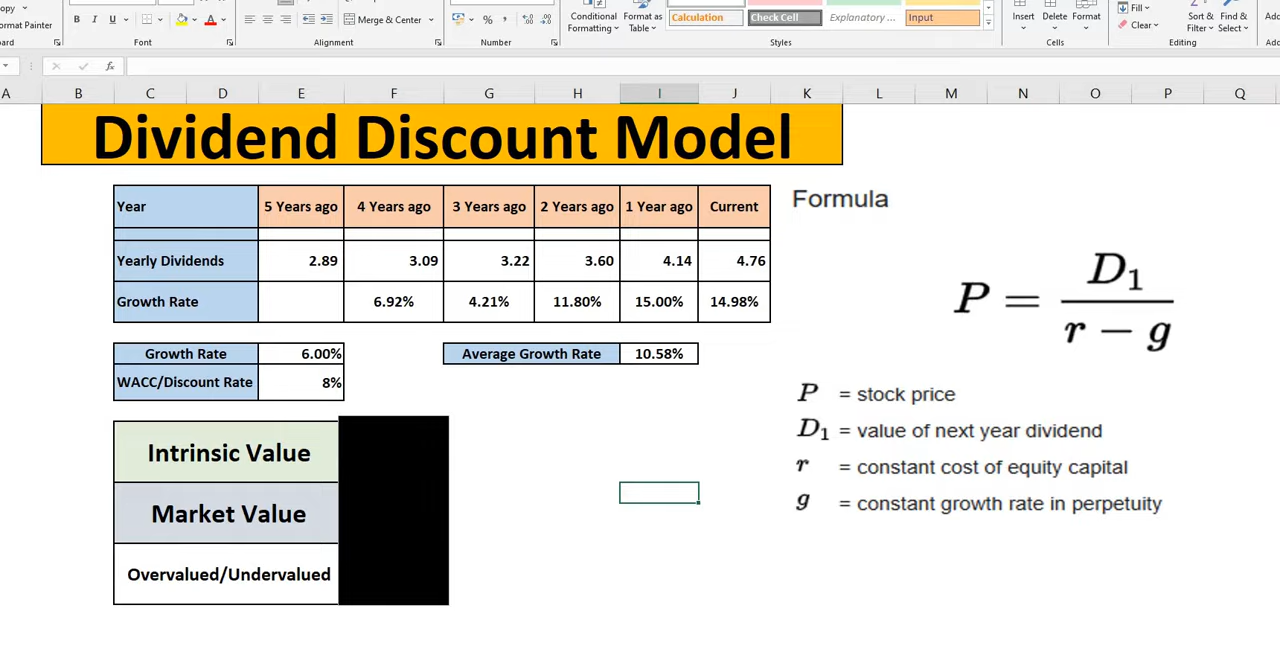 opy
ormat Painter
ard
B I U
A
Font
Merge & Center
Alignment
% ,
Number
Conditional Formatting
Format as Table
Calculation
Check Cell
Explanatory ...
Input
Styles
Insert
Delete
Format
Cells
Fill
Clear
Sort & Filter
Find & Select
Editing
fx
A B C D E F G H I J K L M N O P Q
Dividend Discount Model
Year 5 Years ago 4 Years ago 3 Years ago 2 Years ago 1 Year ago Current
Yearly Dividends 2.89 3.09 3.22 3.60 4.14 4.76
Growth Rate 6.92% 4.21% 11.80% 15.00% 14.98%
Growth Rate 6.00%
WACC/Discount Rate 8%
Average Growth Rate 10.58%
Intrinsic Value
Market Value
Overvalued/Undervalued
Formula
P = D₁ / (r − g)
P = stock price
D₁ = value of next year dividend
r = constant cost of equity capital
g = constant growth rate in perpetuity